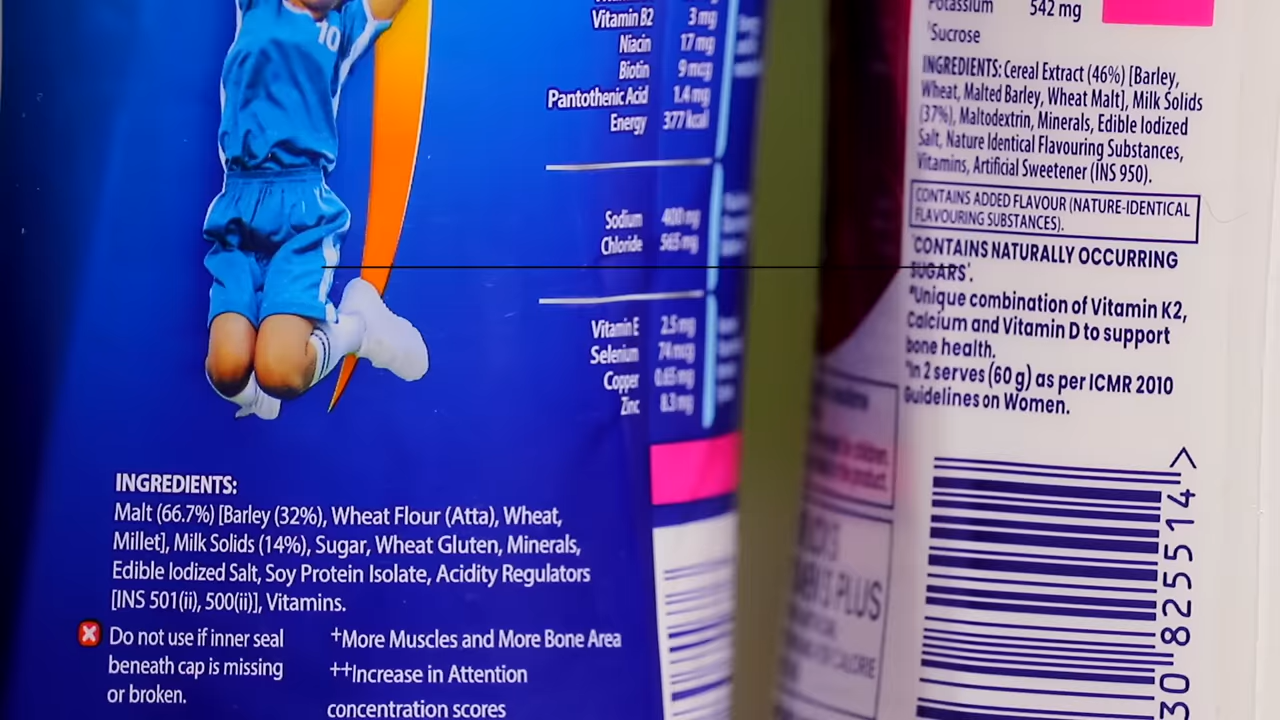 10
Vitamin B2 3 mg
Niacin 17 mg
Biotin 9 mcg
Pantothenic Acid 1.4 mg
Energy 377 kcal
Sodium 400 mg
Chloride 565 mg
Vitamin E 2.5 mg
Selenium 74 mcg
Copper 0.65 mg
Zinc 8.3 mg
INGREDIENTS:
Malt (66.7%) [Barley (32%), Wheat Flour (Atta), Wheat,
Millet], Milk Solids (14%), Sugar, Wheat Gluten, Minerals,
Edible Iodized Salt, Soy Protein Isolate, Acidity Regulators
[INS 501(ii), 500(ii)], Vitamins.
Do not use if inner seal
beneath cap is missing
or broken.
+More Muscles and More Bone Area
++Increase in Attention
concentration scores
PLUS
CALORIE
Potassium 542 mg
Sucrose
INGREDIENTS: Cereal Extract (46%) [Barley,
Wheat, Malted Barley, Wheat Malt], Milk Solids
(37%), Maltodextrin, Minerals, Edible Iodized
Salt, Nature Identical Flavouring Substances,
Vitamins, Artificial Sweetener (INS 950).
CONTAINS ADDED FLAVOUR (NATURE-IDENTICAL
FLAVOURING SUBSTANCES).
CONTAINS NATURALLY OCCURRING
SUGARS'.
#Unique combination of Vitamin K2,
Calcium and Vitamin D to support
bone health.
In 2 serves (60 g) as per ICMR 2010
Guidelines on Women.
30825514>